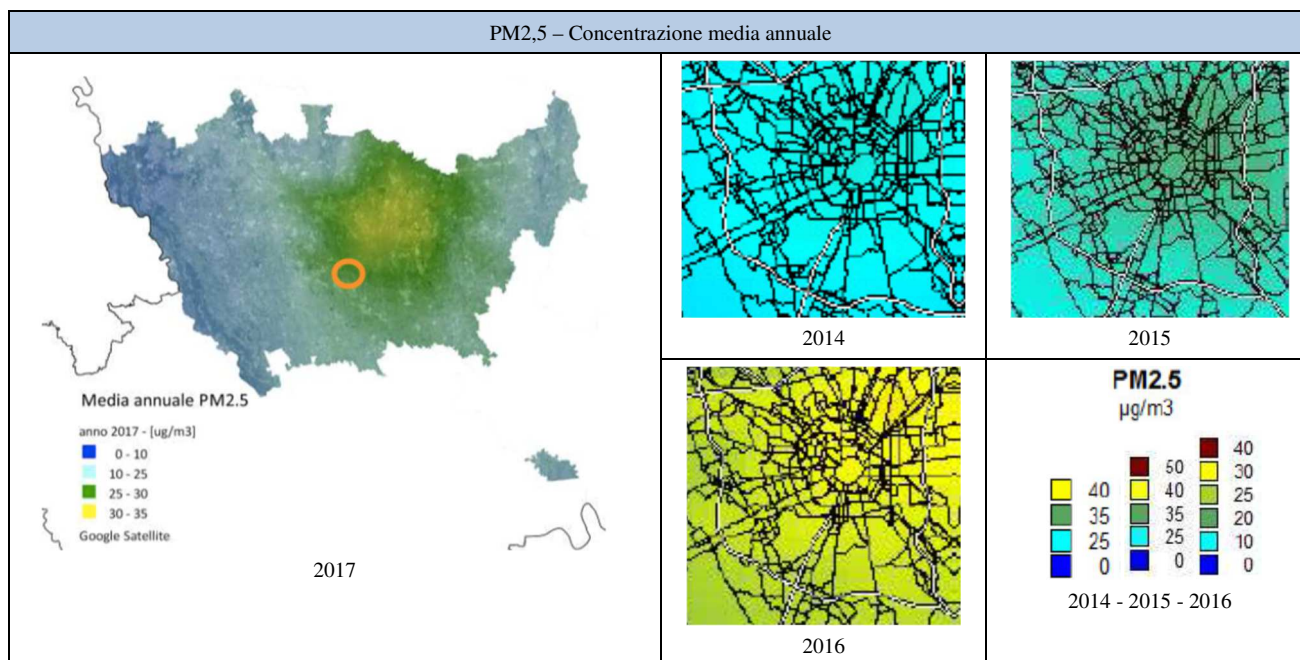 PM2,5 – Concentrazione media annuale
Media annuale PM2.5
anno 2017 - [ug/m3]
0 - 10
10 - 25
25 - 30
30 - 35
Google Satellite
2017
2014
2015
2016
PM2.5
µg/m3
40
35
25
0
50
40
35
25
0
40
30
25
20
10
0
2014 - 2015 - 2016